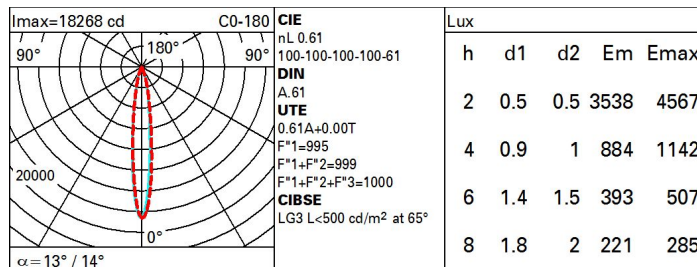 Imax=18268 cd C0-180
90° 180° 90°
20000
0°
α=13° / 14°
CIE
nL 0.61
100-100-100-100-61
DIN
A.61
UTE
0.61A+0.00T
F"1=995
F"1+F"2=999
F"1+F"2+F"3=1000
CIBSE
LG3 L<500 cd/m² at 65°
Lux
h d1 d2 Em Emax
2 0.5 0.5 3538 4567
4 0.9 1 884 1142
6 1.4 1.5 393 507
8 1.8 2 221 285